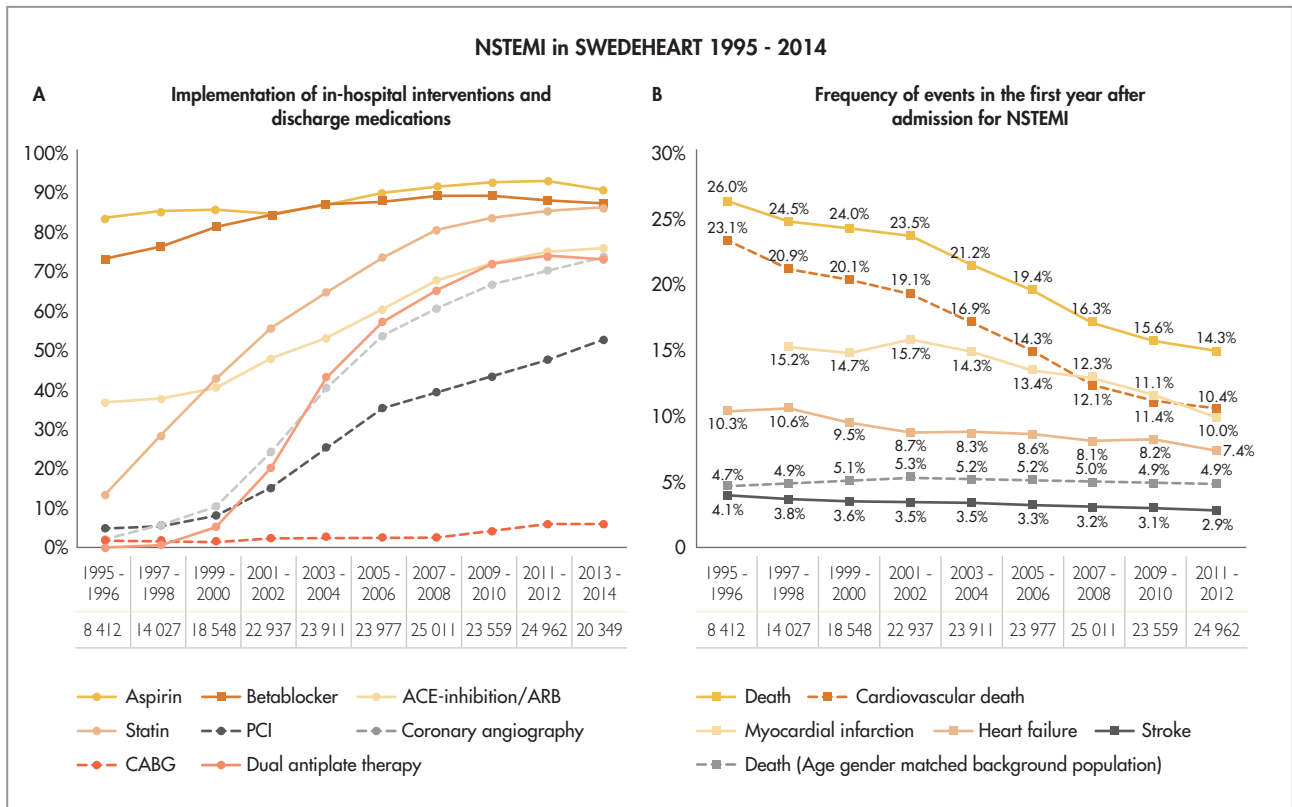 NSTEMI in SWEDEHEART 1995 - 2014
A
Implementation of in-hospital interventions and
discharge medications
100%
90%
80%
70%
60%
50%
40%
30%
20%
10%
0%
1995 - 1997 - 1999 - 2001 - 2003 - 2005 - 2007 - 2009 - 2011 - 2013 -
1996 1998 2000 2002 2004 2006 2008 2010 2012 2014
8 412 14 027 18 548 22 937 23 911 23 977 25 011 23 559 24 962 20 349
Aspirin Betablocker ACE-inhibition/ARB
Statin PCI Coronary angiography
CABG Dual antiplate therapy
B
Frequency of events in the first year after
admission for NSTEMI
30%
25%
20%
15%
10%
5%
0
26.0% 24.5% 24.0% 23.5% 21.2% 19.4% 16.3% 15.6% 14.3%
23.1% 20.9% 20.1% 19.1% 16.9% 14.3% 12.1% 11.4% 10.4%
15.2% 14.7% 15.7% 14.3% 13.4% 12.3% 11.1% 10.0%
10.3% 10.6% 9.5% 8.7% 8.3% 8.6% 8.1% 8.2% 7.4%
4.7% 4.9% 5.1% 5.3% 5.2% 5.2% 5.0% 4.9% 4.9%
4.1% 3.8% 3.6% 3.5% 3.5% 3.3% 3.2% 3.1% 2.9%
1995 - 1997 - 1999 - 2001 - 2003 - 2005 - 2007 - 2009 - 2011 -
1996 1998 2000 2002 2004 2006 2008 2010 2012
8 412 14 027 18 548 22 937 23 911 23 977 25 011 23 559 24 962
Death Cardiovascular death
Myocardial infarction Heart failure Stroke
Death (Age gender matched background population)